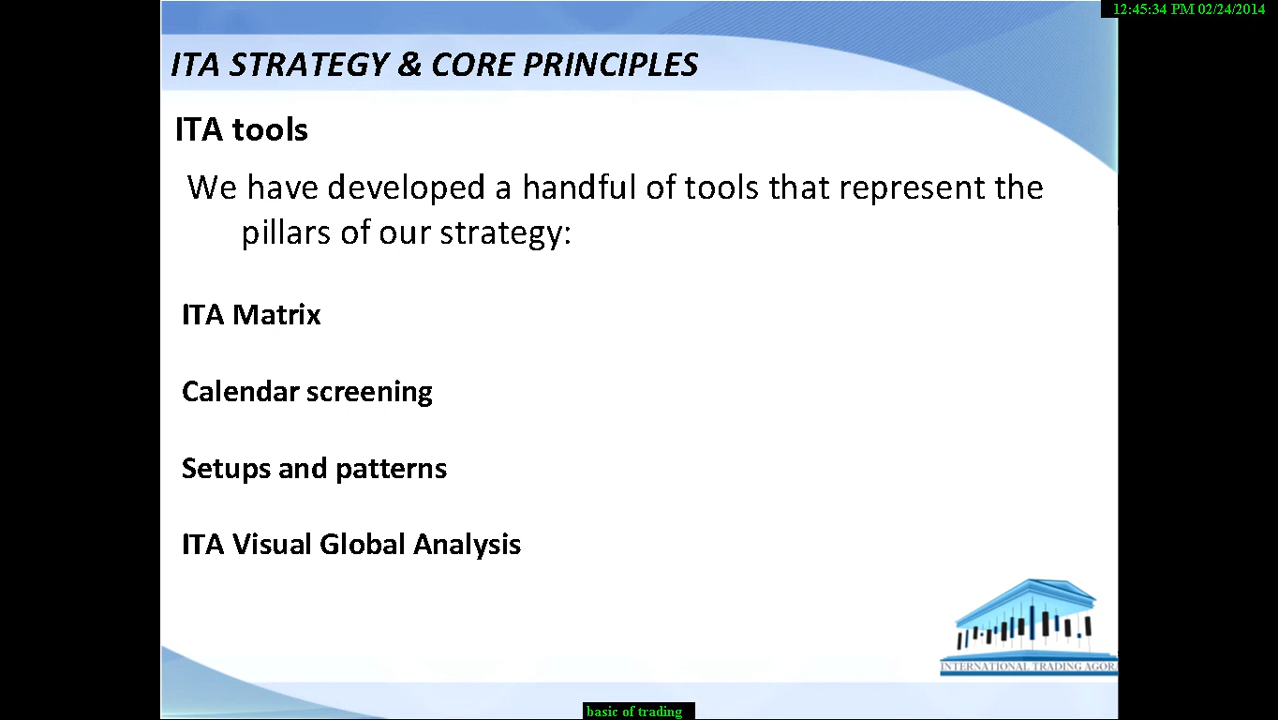 12:45:34 PM 02/24/2014
ITA STRATEGY & CORE PRINCIPLES
ITA tools
We have developed a handful of tools that represent the
pillars of our strategy:
ITA Matrix
Calendar screening
Setups and patterns
ITA Visual Global Analysis
INTERNATIONAL TRADING AGORA
basic of trading